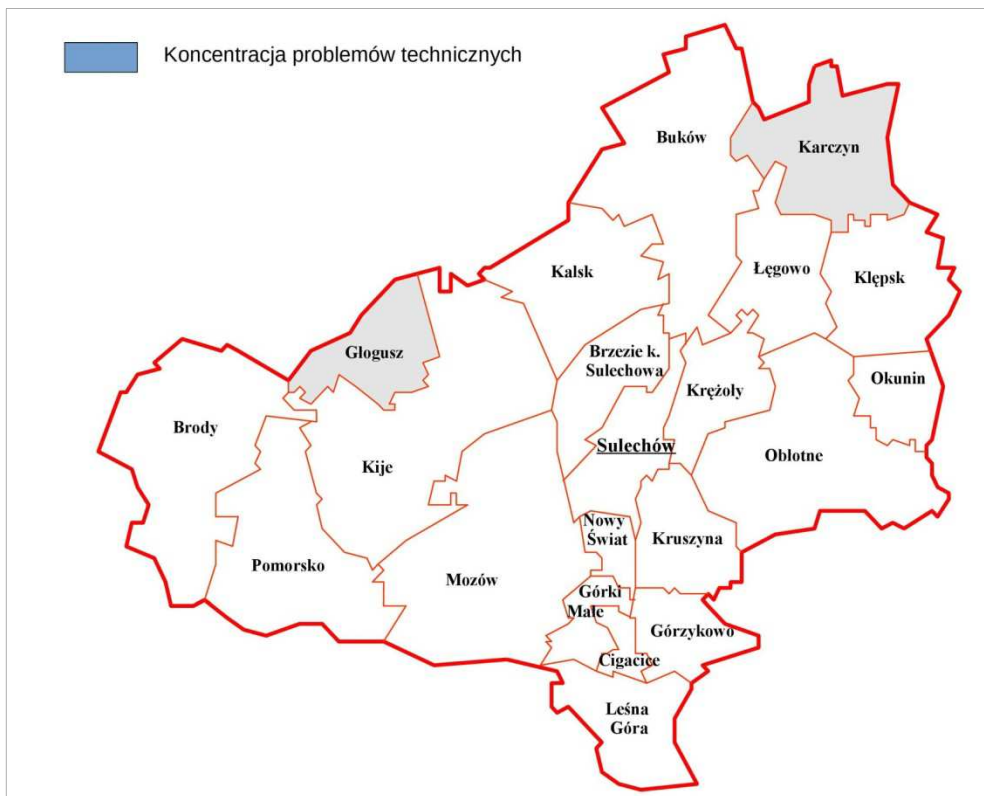 Koncentracja problemów technicznych
Buków
Karczyn
Kalsk
Łęgowo
Klępsk
Głogusz
Brzezie k.
Sulechowa
Krężoły
Okunin
Brody
Sulechów
Obłotne
Kije
Nowy
Świat
Kruszyna
Pomorsko
Mozów
Górki
Małe
Górzykowo
Cigacice
Leśna
Góra